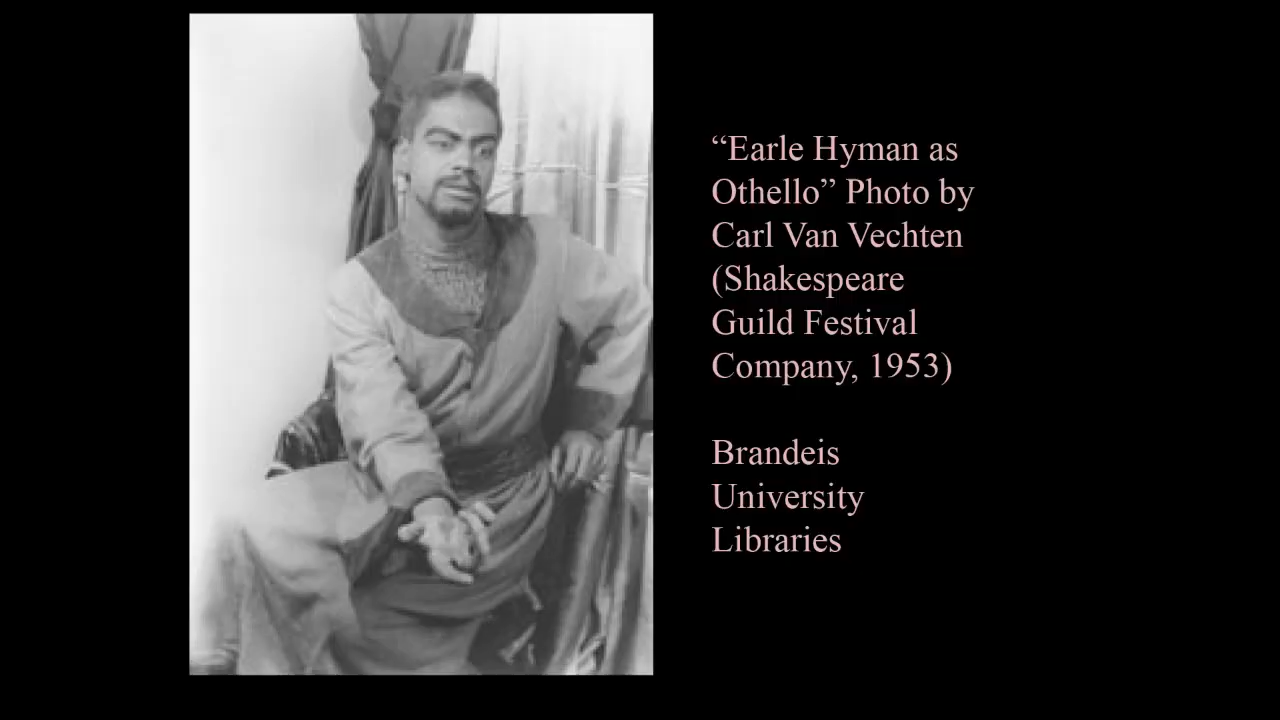 “Earle Hyman as
Othello” Photo by
Carl Van Vechten
(Shakespeare
Guild Festival
Company, 1953)
Brandeis
University
Libraries